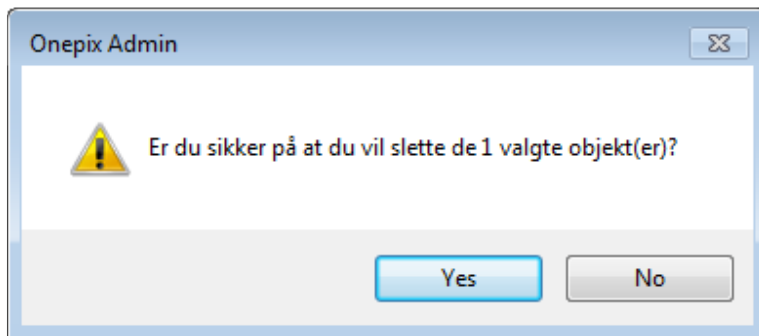 Onepix Admin
Er du sikker på at du vil slette de 1 valgte objekt(er)?
Yes No